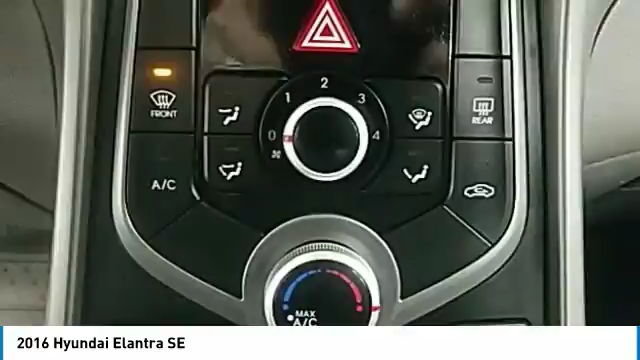 2
1 3
0 4
FRONT
REAR
A/C
MAX
A/C
2016 Hyundai Elantra SE